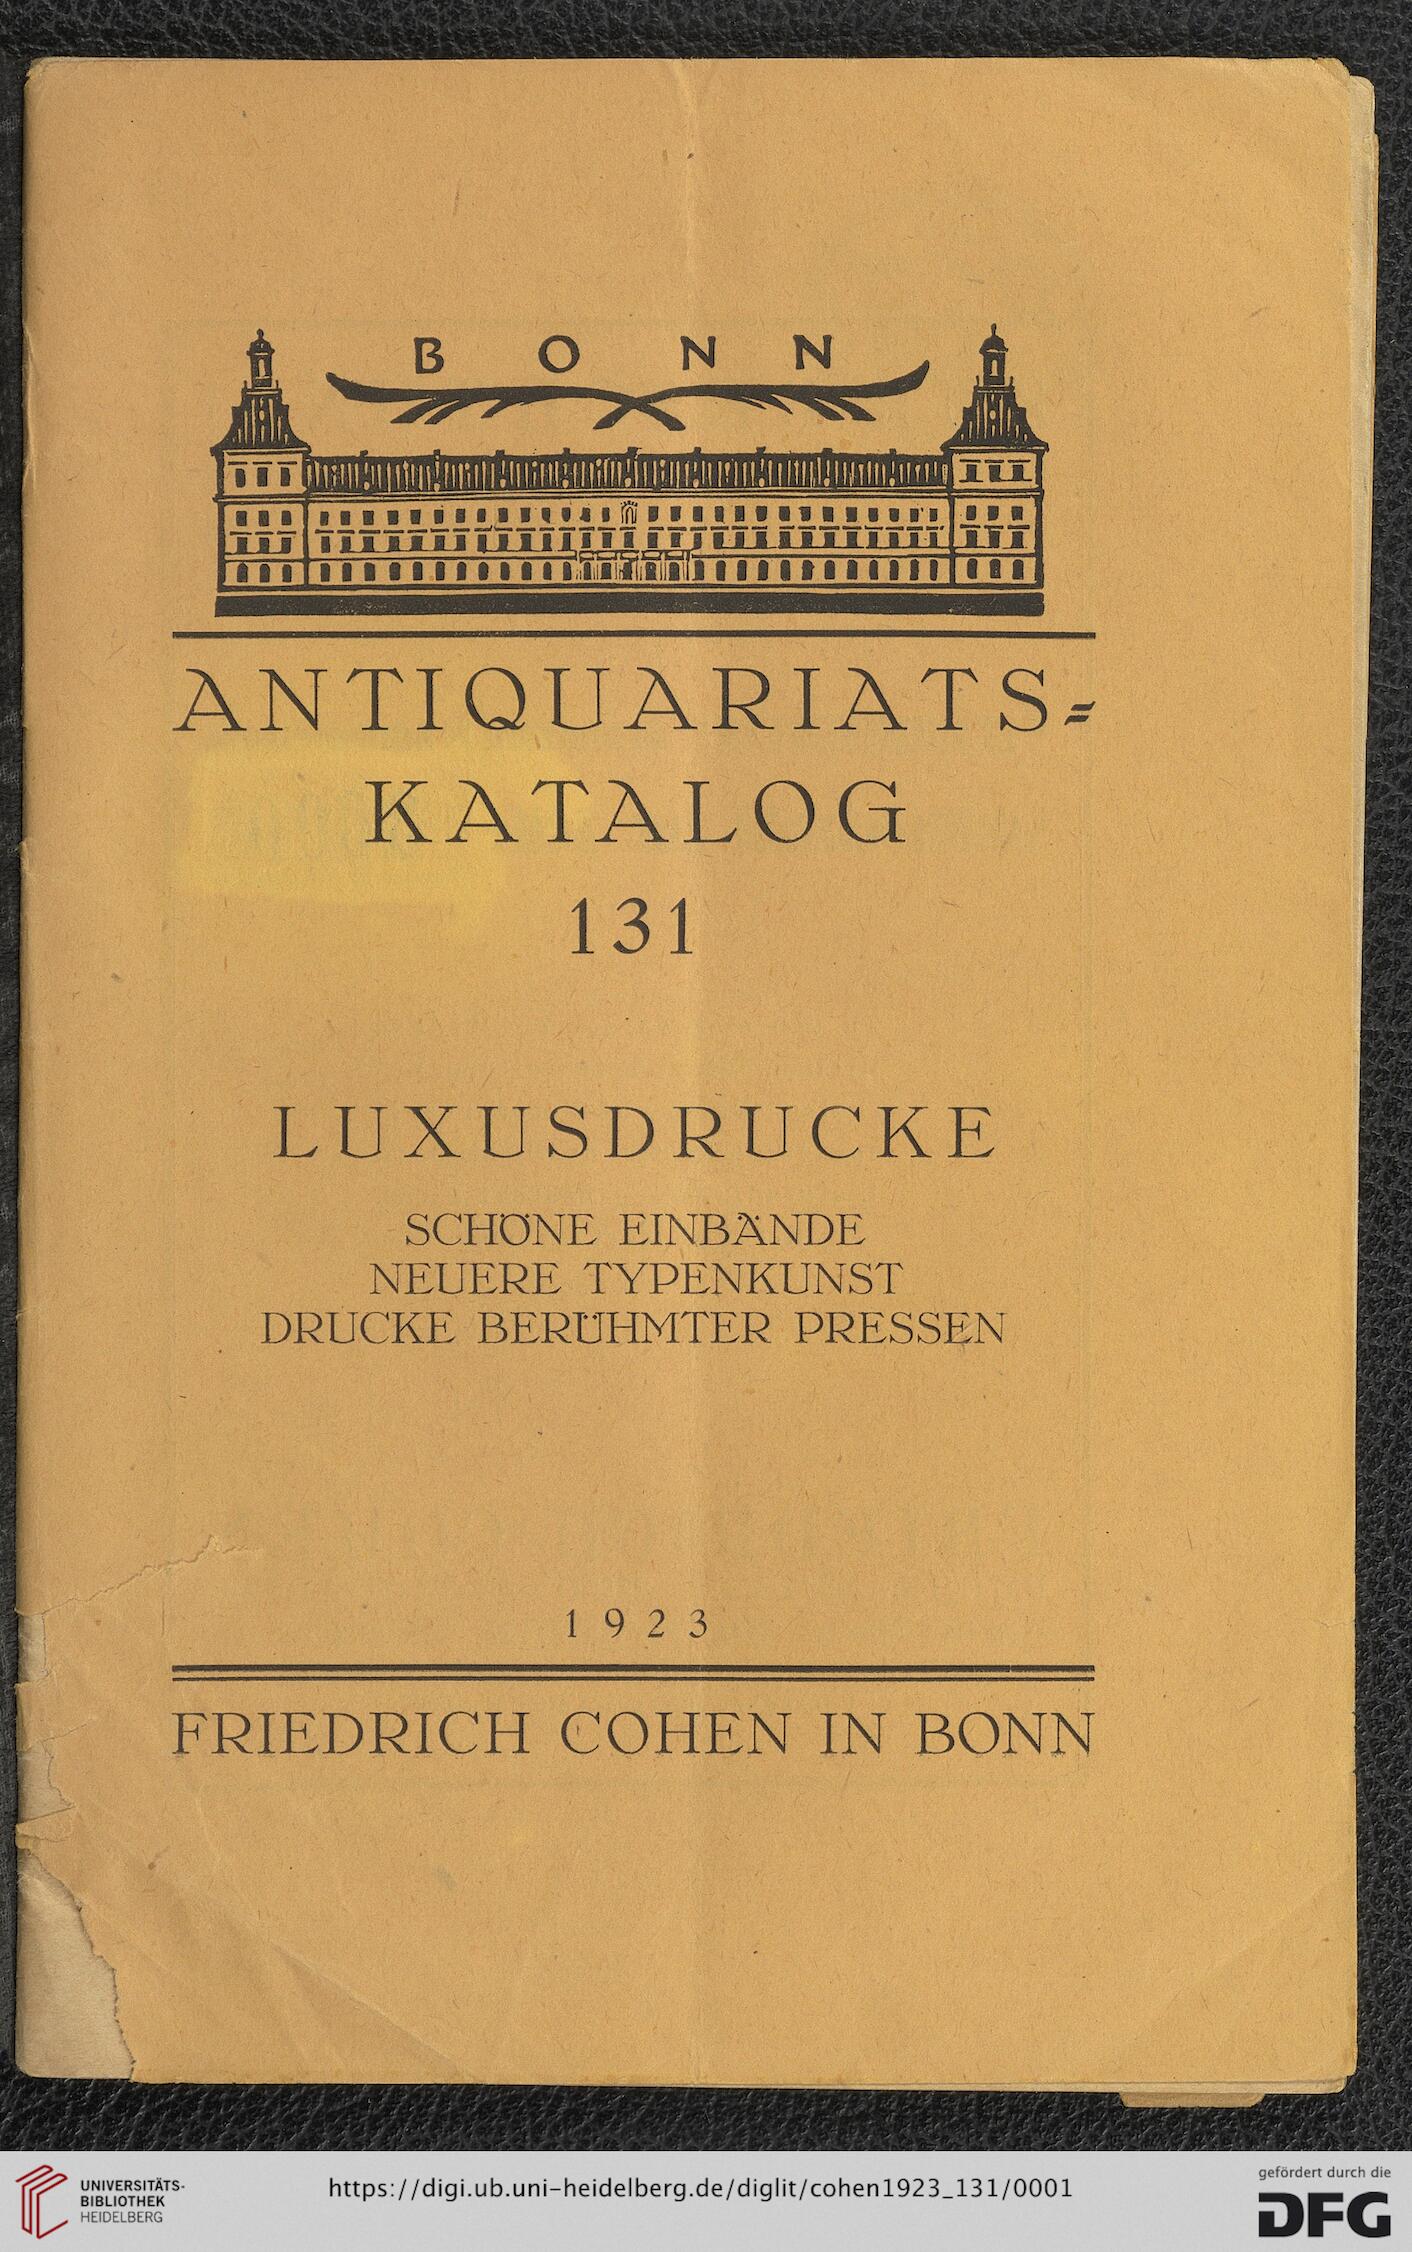 BONN
ANTIQUARIATS=
KATALOG
131
LUXUSDRUCKE
SCHÖNE EINBÄNDE
NEUERE TYPENKUNST
DRUCKE BERÜHMTER PRESSEN
1923
FRIEDRICH COHEN IN BONN
UNIVERSITÄTS-
BIBLIOTHEK
HEIDELBERG
https://digi.ub.uni-heidelberg.de/diglit/cohen1923_131/0001
gefördert durch die
DFG